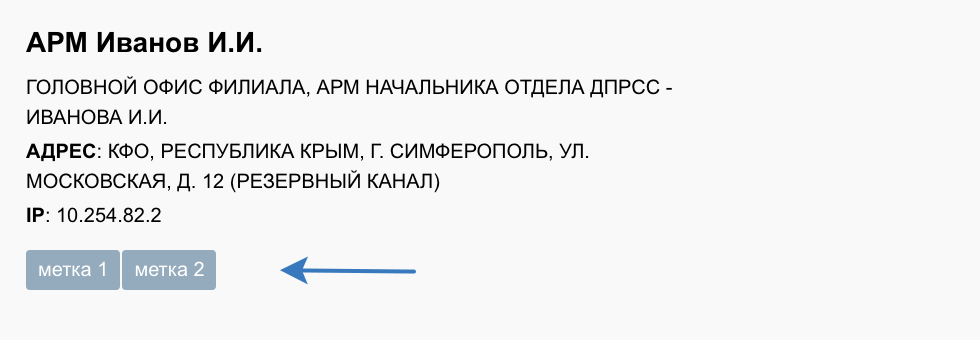 АРМ Иванов И.И.
ГОЛОВНОЙ ОФИС ФИЛИАЛА, АРМ НАЧАЛЬНИКА ОТДЕЛА ДПРСС -
ИВАНОВА И.И.
АДРЕС: КФО, РЕСПУБЛИКА КРЫМ, Г. СИМФЕРОПОЛЬ, УЛ.
МОСКОВСКАЯ, Д. 12 (РЕЗЕРВНЫЙ КАНАЛ)
IP: 10.254.82.2
метка 1 метка 2